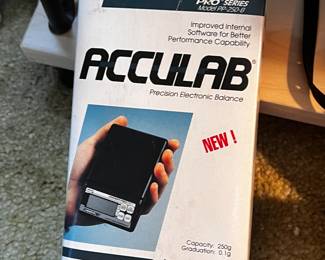 PRO SERIES
Model PP-250-B
Improved Internal
Software for Better
Performance Capability
ACCULAB®
Precision Electronic Balance
NEW!
Capacity: 250g
Graduation: 0.1g